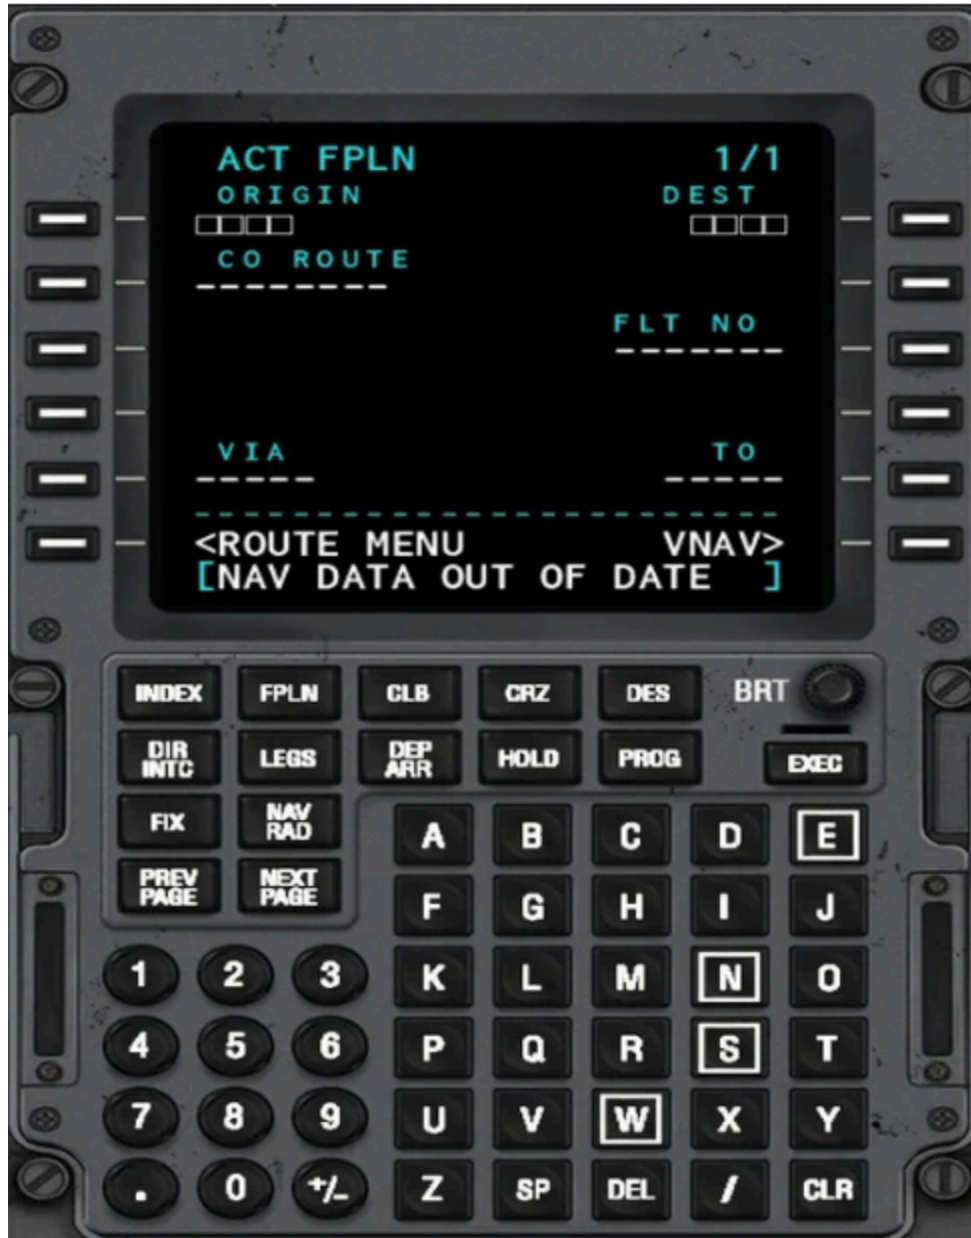 ACT FPLN 1/1
ORIGIN DEST
CO ROUTE
FLT NO
VIA TO
<ROUTE MENU VNAV>
[NAV DATA OUT OF DATE ]
INDEX FPLN CLB CRZ DES BRT
DIR INTC LEGS DEP ARR HOLD PROG EXEC
FIX NAV RAD
PREV PAGE NEXT PAGE
A B C D E
F G H I J
1 2 3 K L M N O
4 5 6 P Q R S T
7 8 9 U V W X Y
. 0 +/- Z SP DEL / CLR